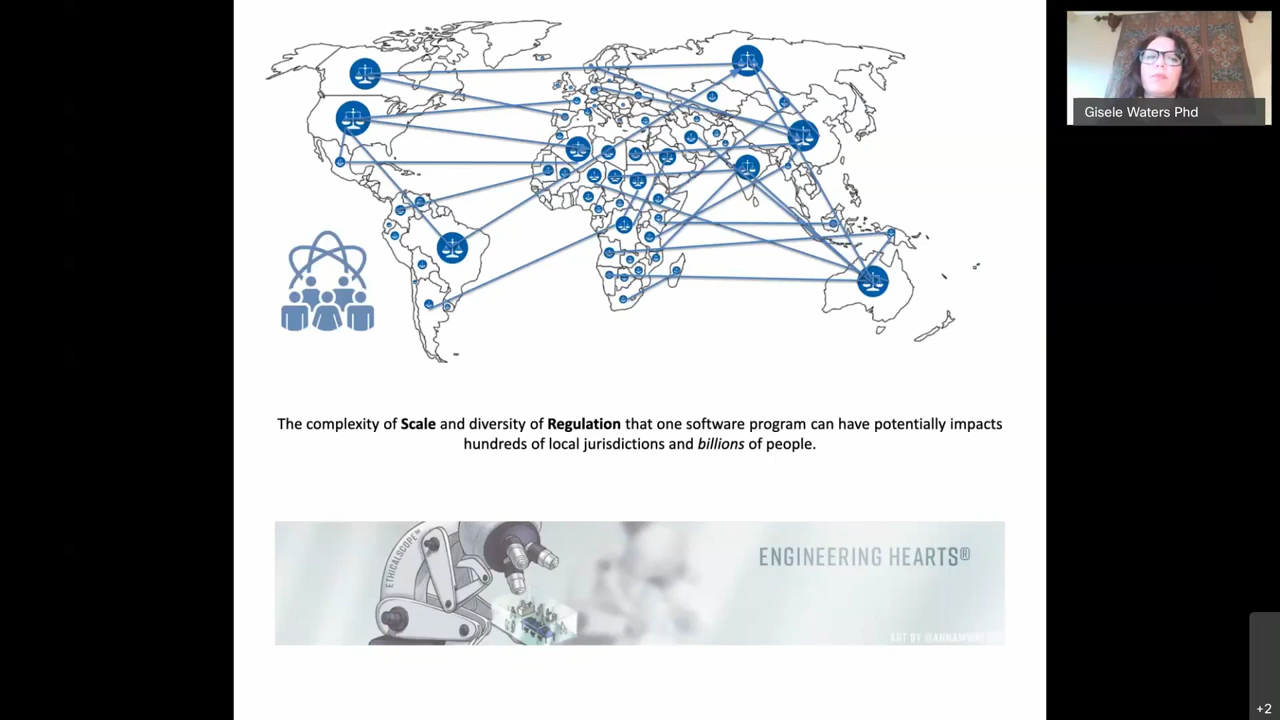 Gisele Waters Phd
The complexity of Scale and diversity of Regulation that one software program can have potentially impacts
hundreds of local jurisdictions and billions of people.
ETHICALSCOPE™
ENGINEERING HEARTS®
+2